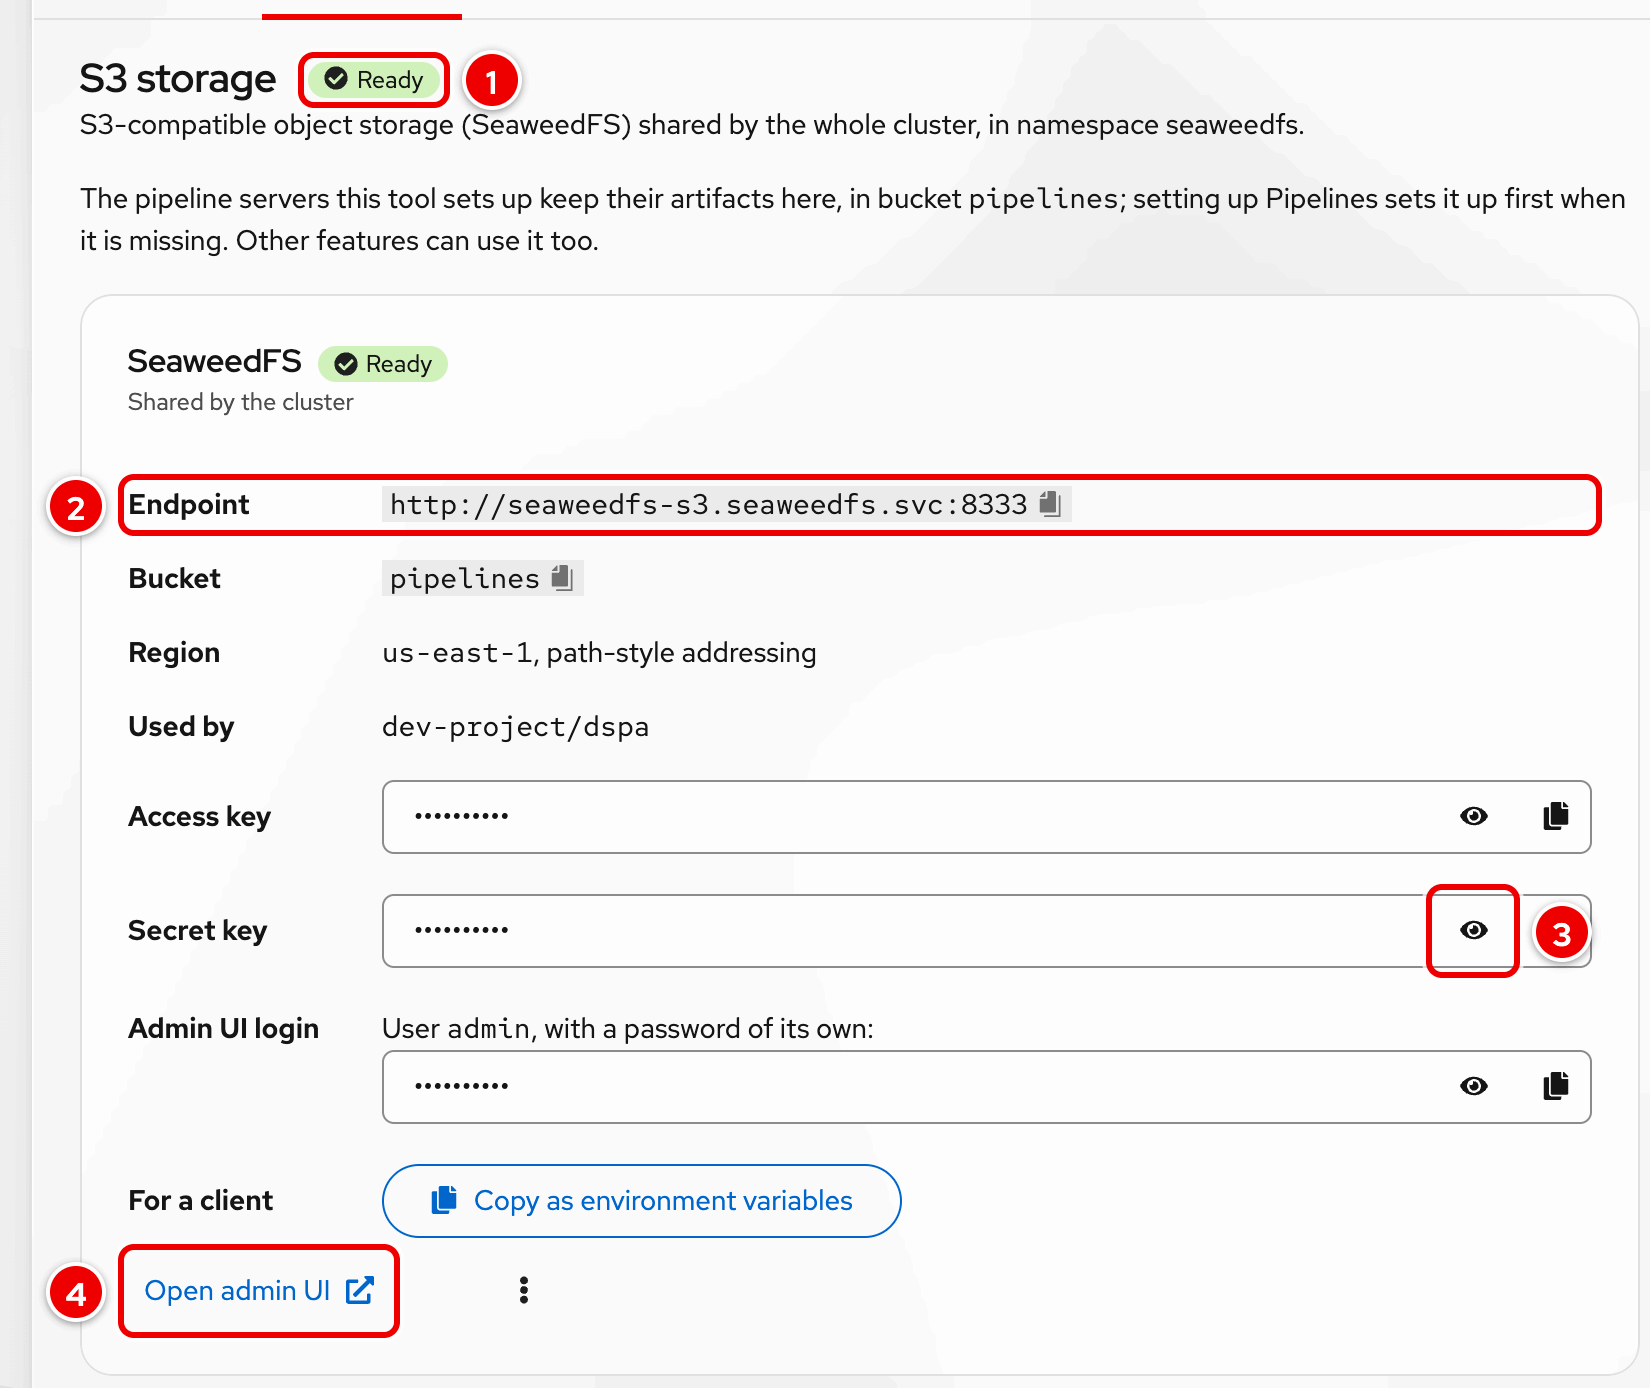 S3 storage Ready 1
S3-compatible object storage (SeaweedFS) shared by the whole cluster, in namespace seaweedfs.
The pipeline servers this tool sets up keep their artifacts here, in bucket pipelines; setting up Pipelines sets it up first when
it is missing. Other features can use it too.
SeaweedFS Ready
Shared by the cluster
2 Endpoint http://seaweedfs-s3.seaweedfs.svc:8333
Bucket pipelines
Region us-east-1, path-style addressing
Used by dev-project/dspa
Access key ••••••••••
Secret key •••••••••• 3
Admin UI login User admin, with a password of its own:
••••••••••
For a client Copy as environment variables
4 Open admin UI